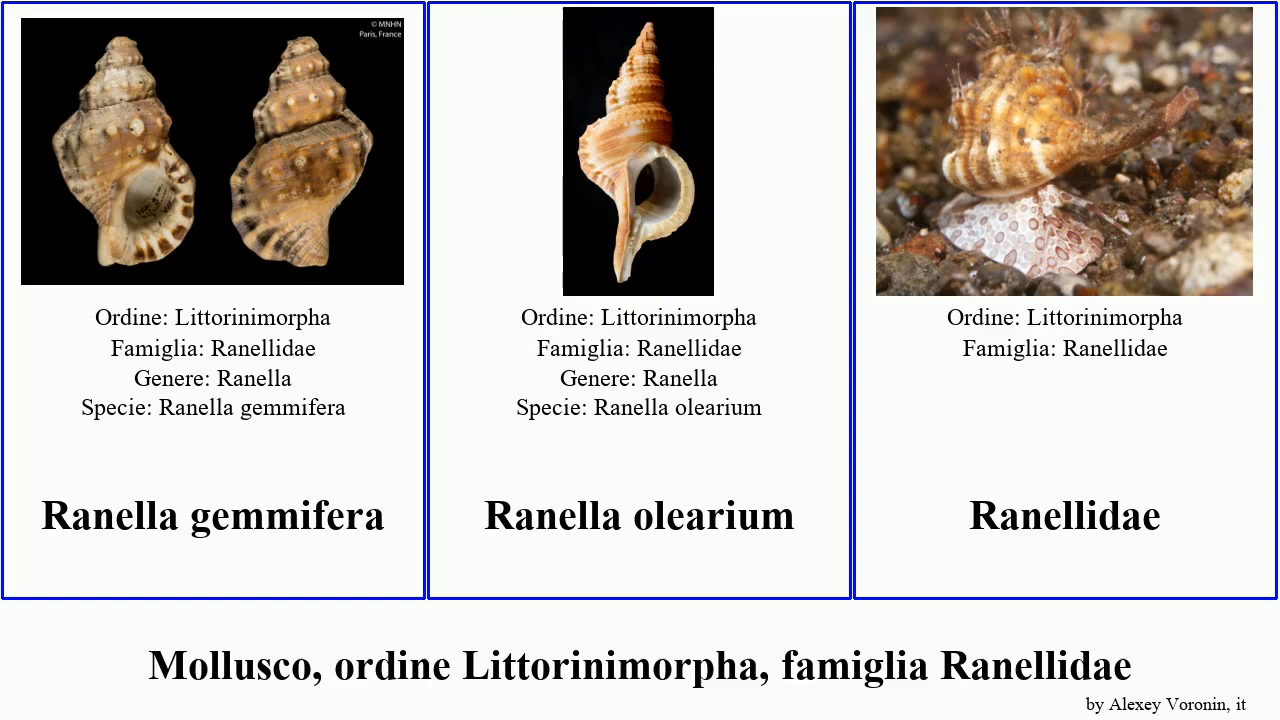 © MNHN
Paris, France
Ordine: Littorinimorpha
Famiglia: Ranellidae
Genere: Ranella
Specie: Ranella gemmifera
Ranella gemmifera
Ordine: Littorinimorpha
Famiglia: Ranellidae
Genere: Ranella
Specie: Ranella olearium
Ranella olearium
Ordine: Littorinimorpha
Famiglia: Ranellidae
Ranellidae
Mollusco, ordine Littorinimorpha, famiglia Ranellidae
by Alexey Voronin, it